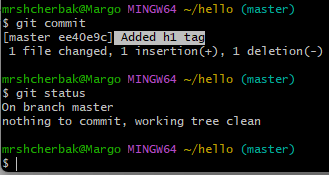 mrshcherbak@Margo MINGW64 ~/hello (master)
$ git commit
[master ee40e9c] Added h1 tag
 1 file changed, 1 insertion(+), 1 deletion(-)
mrshcherbak@Margo MINGW64 ~/hello (master)
$ git status
On branch master
nothing to commit, working tree clean
mrshcherbak@Margo MINGW64 ~/hello (master)
$